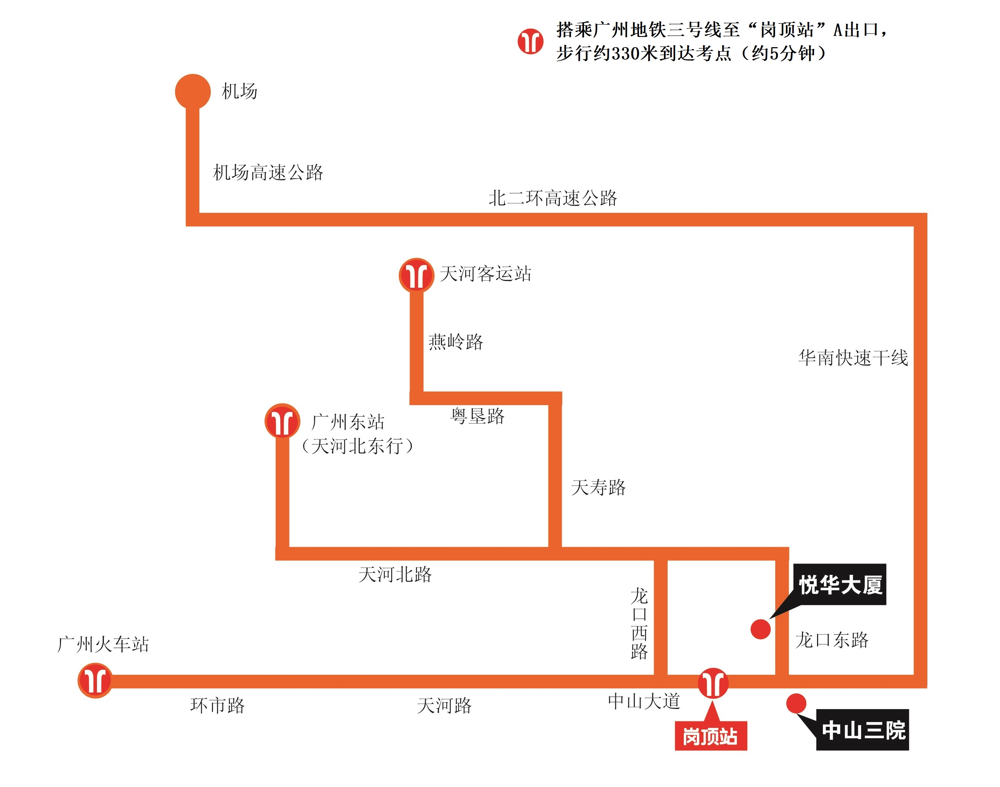 搭乘广州地铁三号线至“岗顶站”A出口，
步行约330米到达考点（约5分钟）
机场
机场高速公路
北二环高速公路
天河客运站
燕岭路
华南快速干线
粤垦路
广州东站
（天河北东行）
天寿路
天河北路
悦华大厦
龙口西路
龙口东路
广州火车站
环市路
天河路
中山大道
岗顶站
中山三院